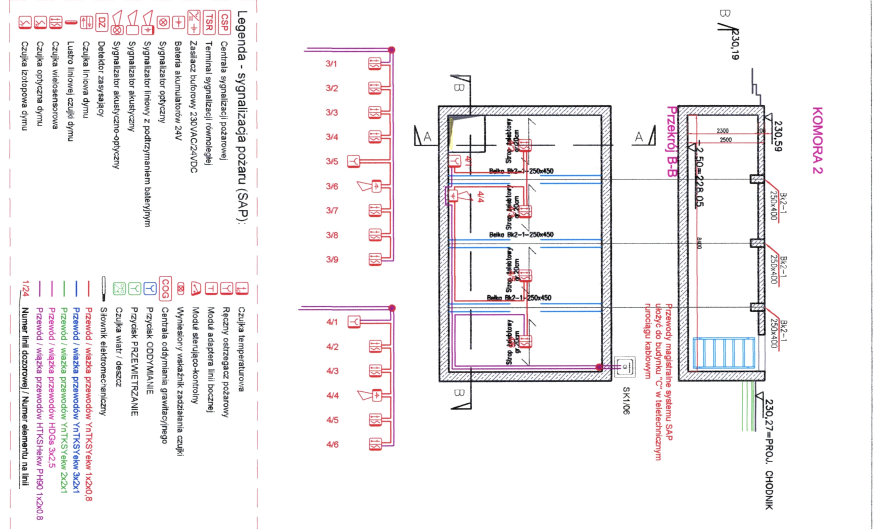 KOMORA 2
B
230,19
230,59
2300
200
2500
-2,50=228,05
8400
Bk2-1
250x400
Bk2-1
250x400
Bk2-1
250x400
230,27=PROJ. CHODNIK
Przekrój B-B
A
A
B
B
Strop gęstożebrowy
Belka Bk2-1-250x450
Belka Bk2-1-250x450
Belka Bk2-1-250x450
4/1
4/4
SK1/06
Przewody magistralne systemu SAP
ułożyć do budynku "C" w teletechnicznym
rurociągu kablowym
3/1
3/2
3/3
3/4
3/5
3/6
3/7
3/8
3/9
4/1
4/2
4/3
4/4
4/5
4/6
Legenda - sygnalizacja pożaru (SAP):
CSP Centrala sygnalizacji pożarowej
TSR Terminal sygnalizacji równoległej
Zasilacz buforowy 230VAC/24VDC
Bateria akumulatorów 24V
Sygnalizator optyczny
Sygnalizator liniowy z podtrzymaniem bateryjnym
Sygnalizator akustyczny
Sygnalizator akustyczno-optyczny
DZ Detektor zasysający
Czujka liniowa dymu
Lustro liniowej czujki dymu
Czujka wielosensorowa
Czujka optyczna dymu
Czujka izotopowa dymu
Czujka temperaturowa
Ręczny ostrzegacz pożarowy
Moduł adaptera linii bocznej
Moduł sterująco-kontrolny
Wyniesiony wskaźnik zadziałania czujki
COG Centrala oddymiania grawitacyjnego
Przycisk ODDYMIANIE
Przycisk PRZEWIETRZANIE
Czujka wiatr / deszcz
Siłownik elektromechaniczny
Przewód / wiązka przewodów YnTKSYekw 1x2x0,8
Przewód / wiązka przewodów YnTKSYekw 3x2x1
Przewód / wiązka przewodów YnTKSYekw 2x2x1
Przewód / wiązka przewodów HDGs 3x2,5
Przewód / wiązka przewodów HTKSHekw PH90 1x2x0,8
1/24 Numer linii dozorowej / Numer elementu na linii